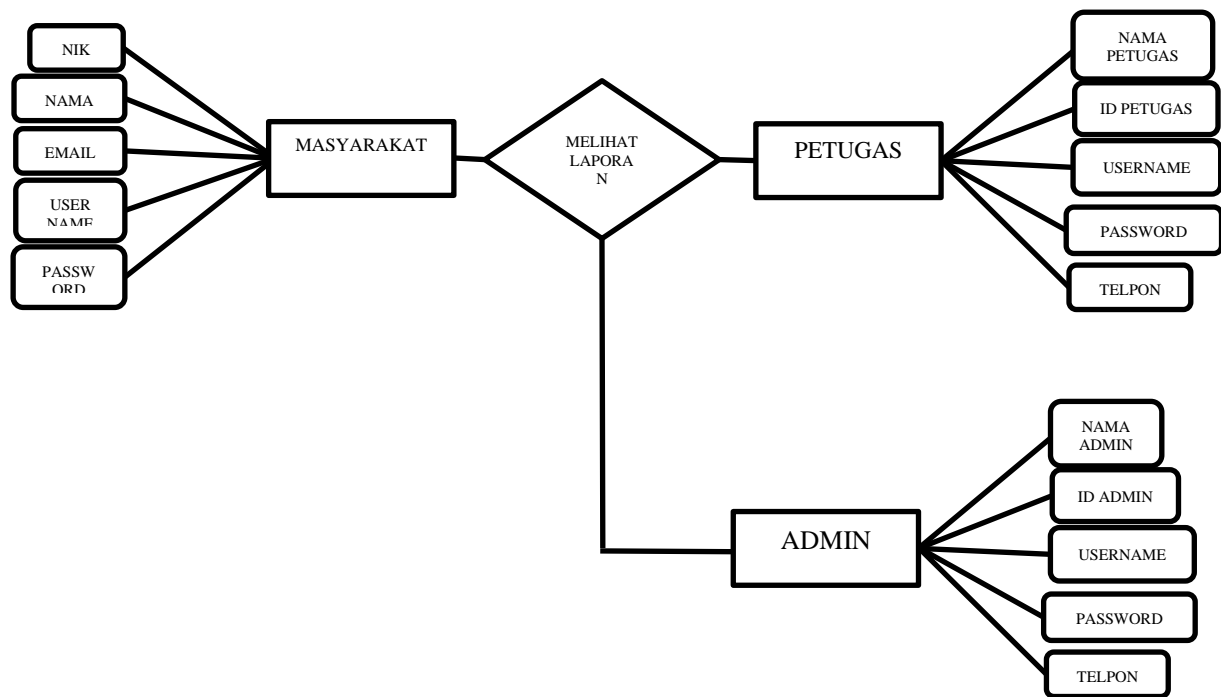 NIK
NAMA
EMAIL
USER
NAME
PASSW
ORD
MASYARAKAT
MELIHAT
LAPORA
N
PETUGAS
NAMA
PETUGAS
ID PETUGAS
USERNAME
PASSWORD
TELPON
ADMIN
NAMA
ADMIN
ID ADMIN
USERNAME
PASSWORD
TELPON